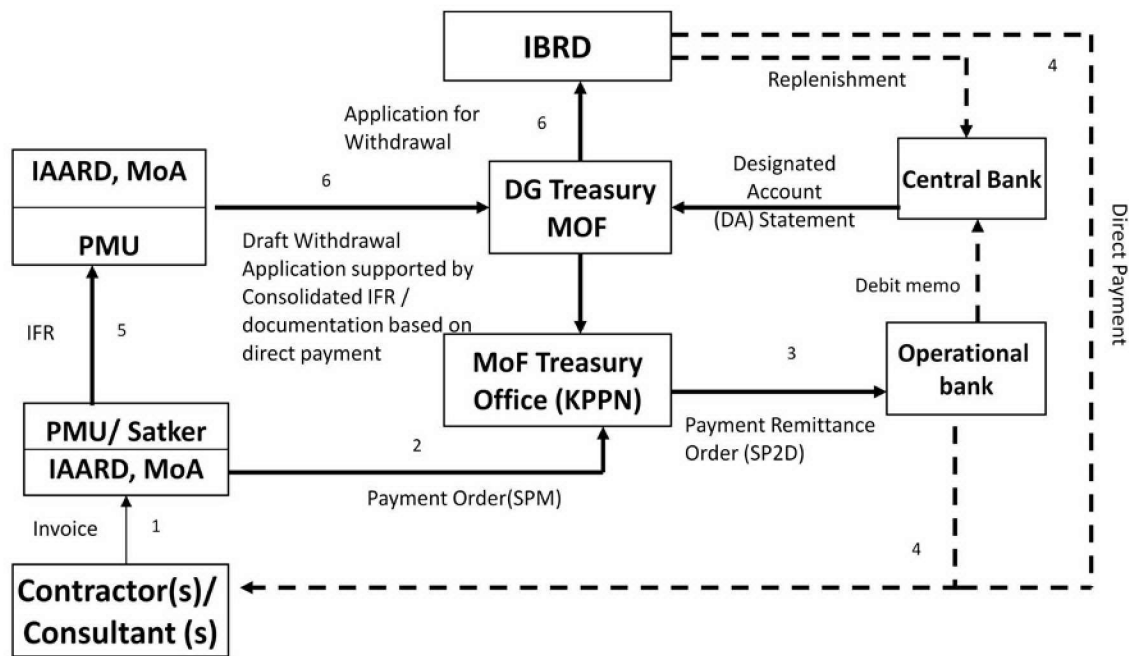 IBRD
4
Replenishment
Application for
Withdrawal
6
IAARD, MoA
PMU
6
DG Treasury
MOF
Designated
Account
(DA) Statement
Central Bank
Direct Payment
Draft Withdrawal
Application supported by
Consolidated IFR /
documentation based on
direct payment
IFR
5
Debit memo
MoF Treasury
Office (KPPN)
3
Operational
bank
Payment Remittance
Order (SP2D)
PMU/ Satker
IAARD, MoA
2
Payment Order(SPM)
Invoice
1
4
Contractor(s)/
Consultant (s)